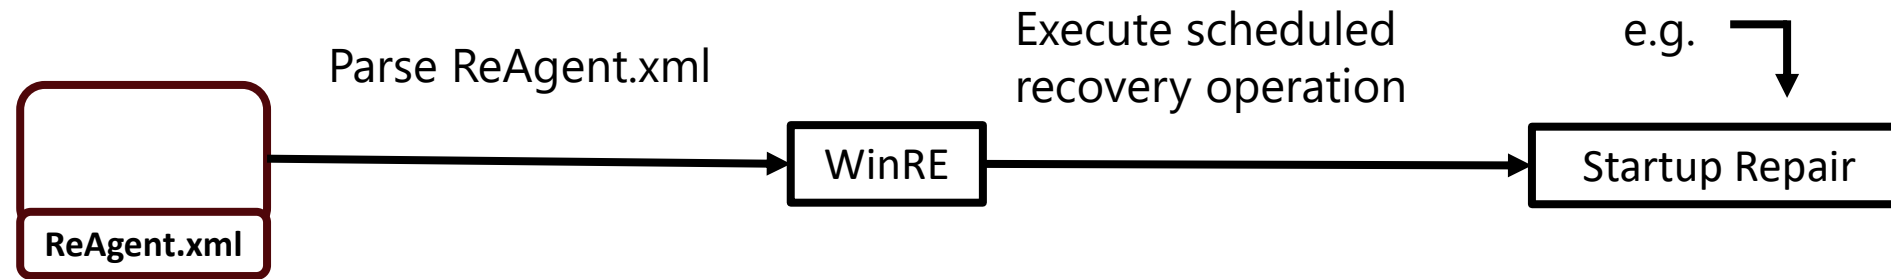 Parse ReAgent.xml
Execute scheduled
recovery operation
e.g.
WinRE
Startup Repair
ReAgent.xml